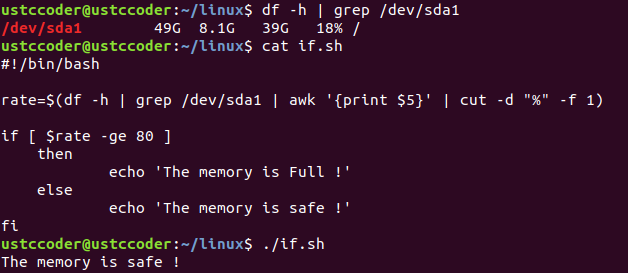 ustccoder@ustccoder:~/linux$ df -h | grep /dev/sda1
/dev/sda1        49G  8.1G   39G   18% /
ustccoder@ustccoder:~/linux$ cat if.sh
#!/bin/bash
rate=$(df -h | grep /dev/sda1 | awk '{print $5}' | cut -d "%" -f 1)
if [ $rate -ge 80 ]
    then
            echo 'The memory is Full !'
    else
            echo 'The memory is safe !'
fi
ustccoder@ustccoder:~/linux$ ./if.sh
The memory is safe !